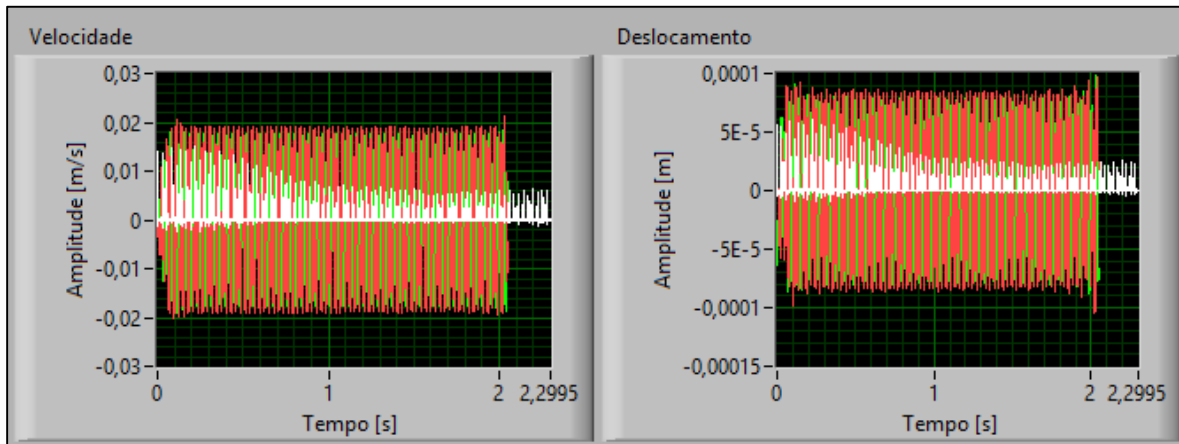 Velocidade
Amplitude [m/s]
0,03
0,02
0,01
0
-0,01
-0,02
-0,03
0
1
2
2,2995
Tempo [s]
Deslocamento
Amplitude [m]
0,0001
5E-5
0
-5E-5
-0,0001
-0,00015
0
1
2
2,2995
Tempo [s]